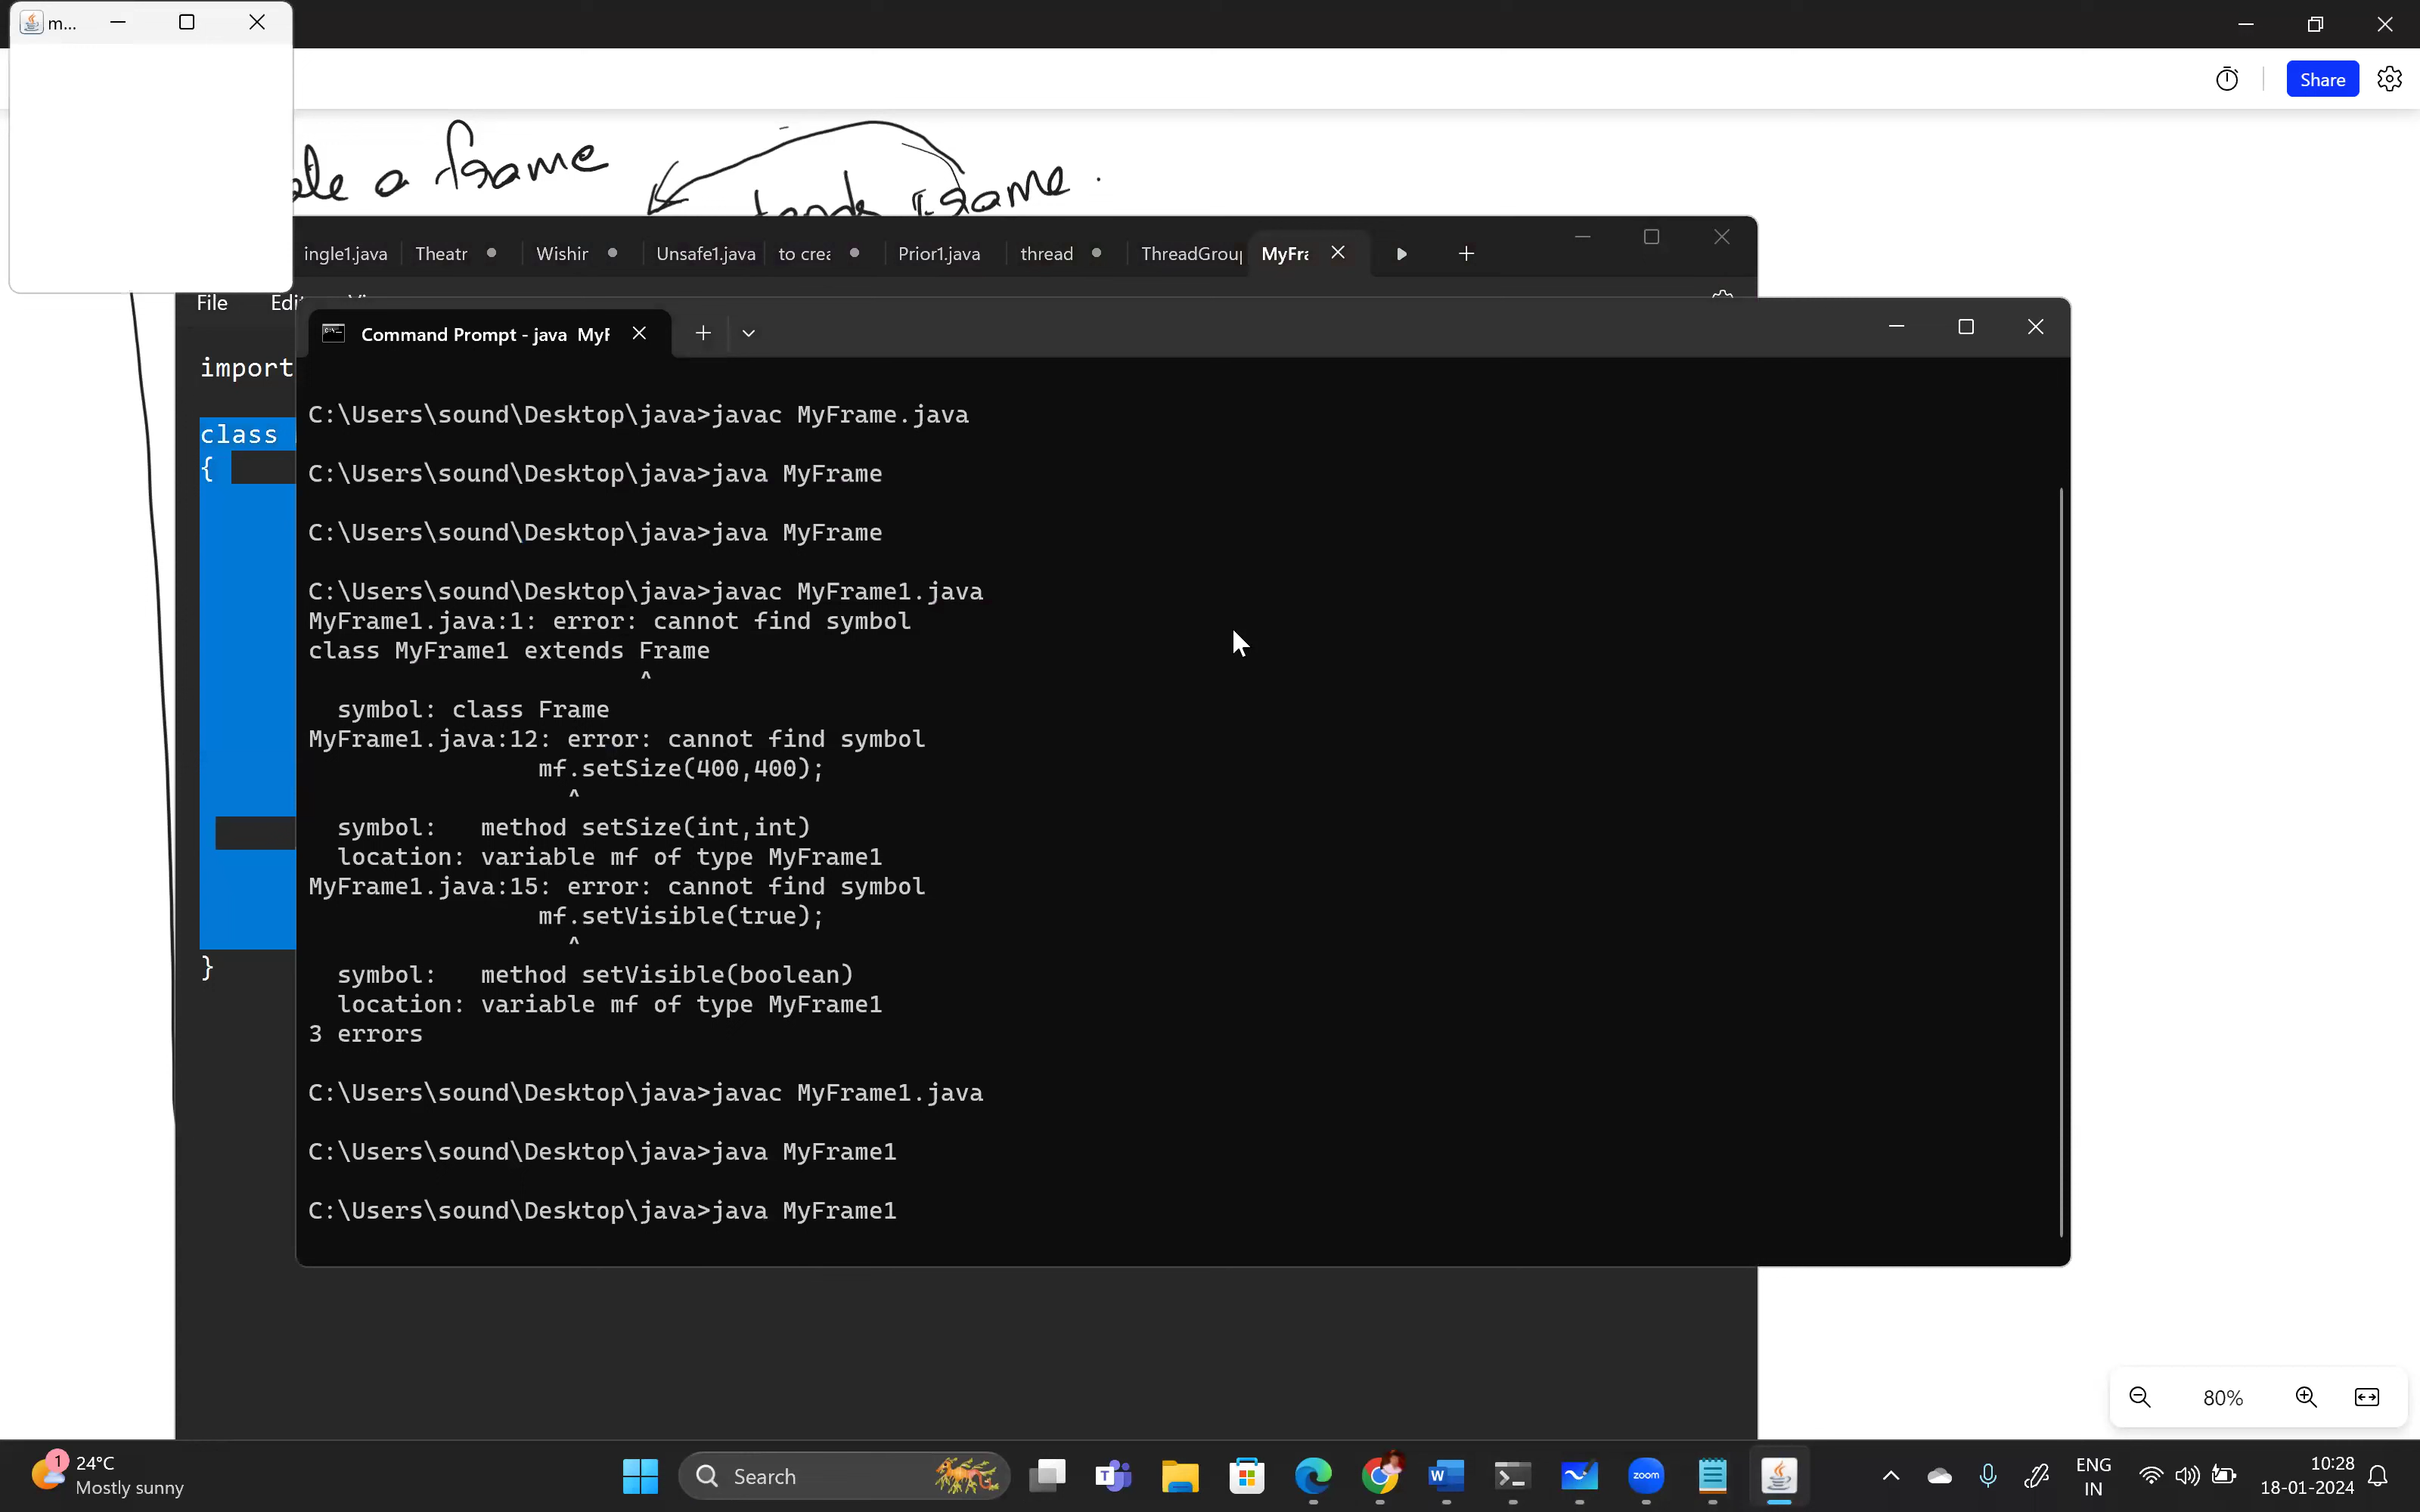 m...
Share
a frame
Frame.
ingle1.java Theatr Wishir Unsafe1.java to crea Prior1.java thread ThreadGrou MyFra
File Edi
import
class
{
}
Command Prompt - java MyF
C:\Users\sound\Desktop\java>javac MyFrame.java
C:\Users\sound\Desktop\java>java MyFrame
C:\Users\sound\Desktop\java>java MyFrame
C:\Users\sound\Desktop\java>javac MyFrame1.java
MyFrame1.java:1: error: cannot find symbol
class MyFrame1 extends Frame
^
symbol: class Frame
MyFrame1.java:12: error: cannot find symbol
mf.setSize(400,400);
^
symbol: method setSize(int,int)
location: variable mf of type MyFrame1
MyFrame1.java:15: error: cannot find symbol
mf.setVisible(true);
^
symbol: method setVisible(boolean)
location: variable mf of type MyFrame1
3 errors
C:\Users\sound\Desktop\java>javac MyFrame1.java
C:\Users\sound\Desktop\java>java MyFrame1
C:\Users\sound\Desktop\java>java MyFrame1
80%
1
24°C
Mostly sunny
Search
zoom
ENG
IN
10:28
18-01-2024